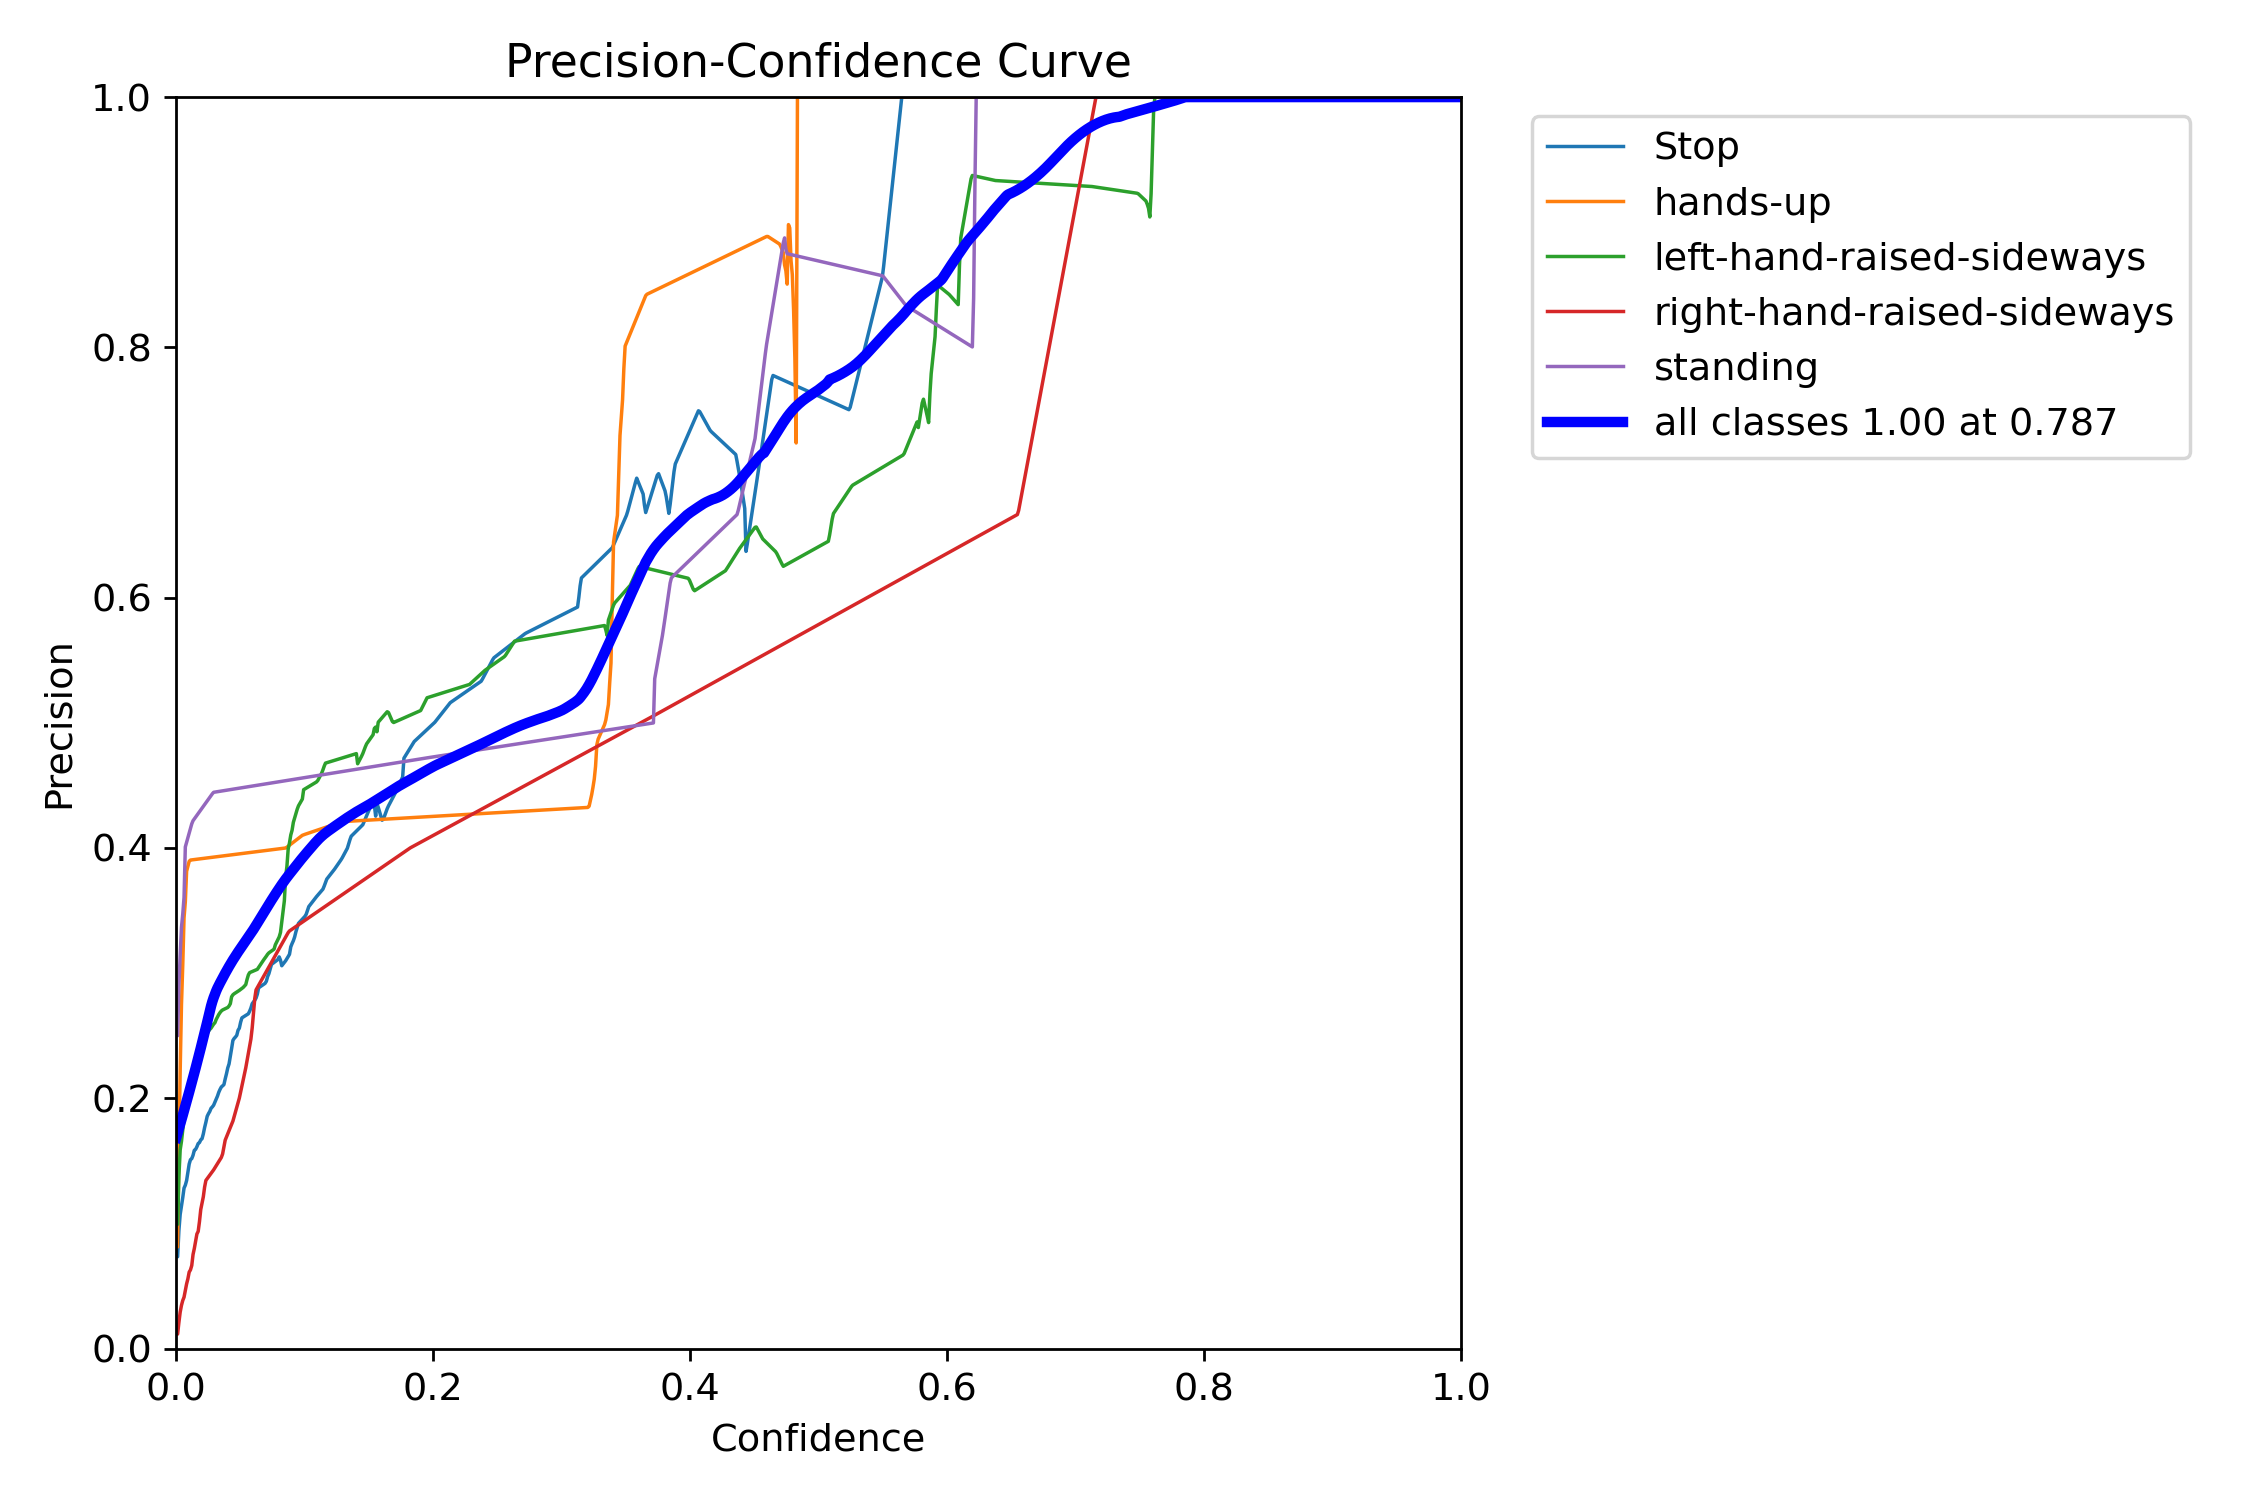 Precision-Confidence Curve
1.0
0.8
0.6
0.4
0.2
0.0
Precision
0.0 0.2 0.4 0.6 0.8 1.0
Confidence
Stop
hands-up
left-hand-raised-sideways
right-hand-raised-sideways
standing
all classes 1.00 at 0.787